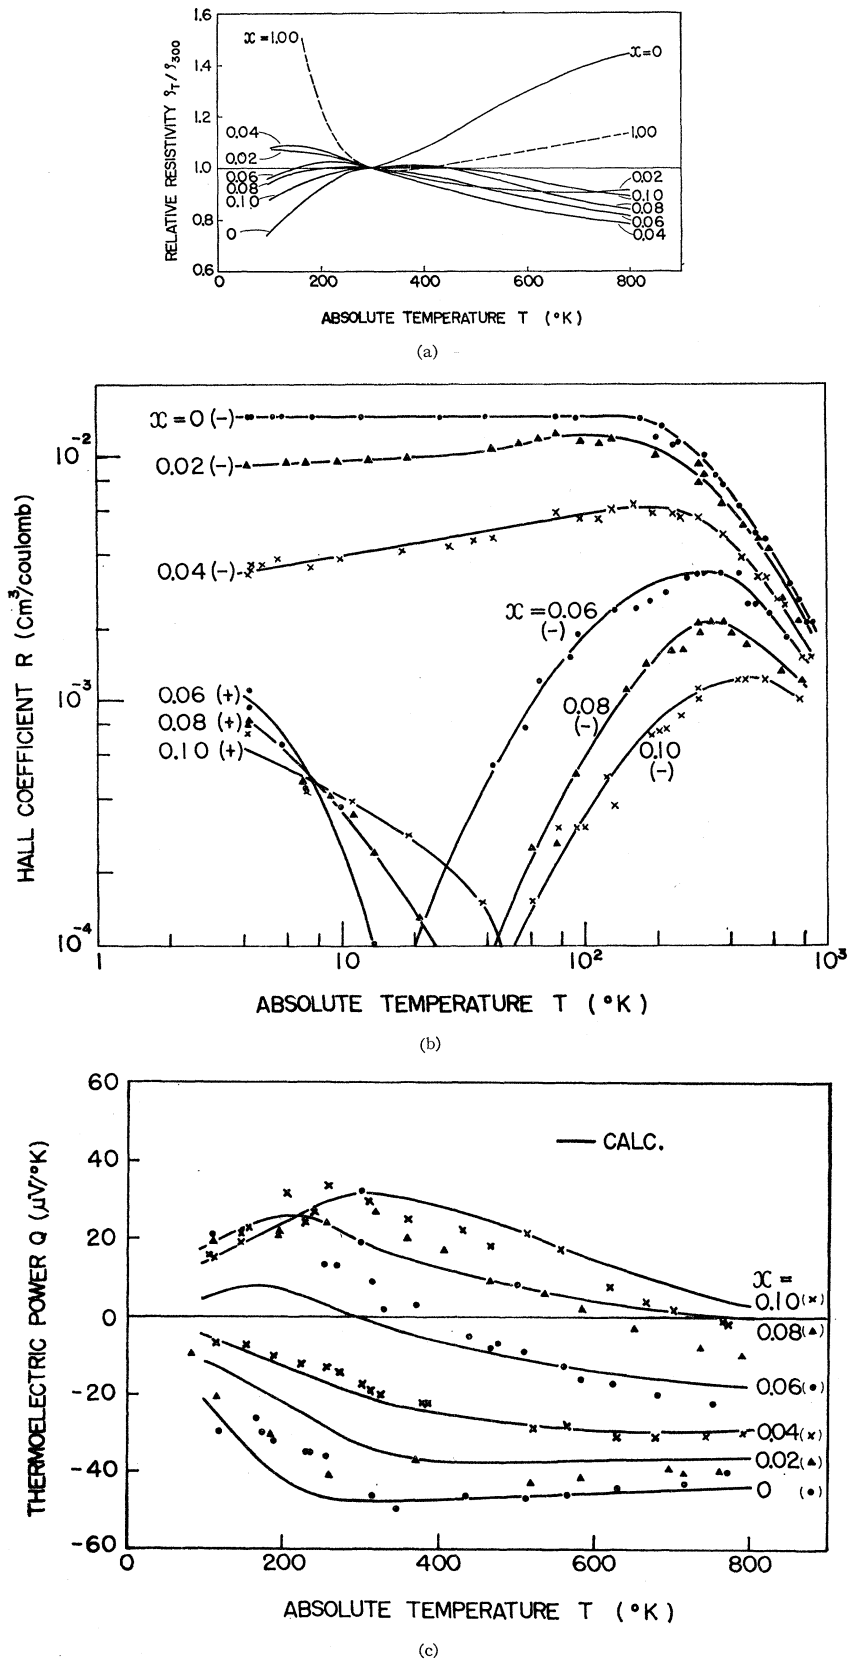 1.6
x=1.00
1.4
x=0
1.2
1.00
0.04
0.02
1.0
0.06
0.08
0.10
0.02
0.10
0.08
0.06
0.04
0.8
0
0.6
0 200 400 600 800
RELATIVE RESISTIVITY ρT/ρ300
ABSOLUTE TEMPERATURE T (°K)
(a)
x=0 (-)
10-2
0.02 (-)
0.04 (-)
x=0.06
(-)
10-3
0.06 (+)
0.08 (+)
0.10 (+)
0.08
(-)
0.10
(-)
10-4
1 10 10² 10³
HALL COEFFICIENT R (cm³/coulomb)
ABSOLUTE TEMPERATURE T (°K)
(b)
60
CALC.
40
20
x=
0.10(×)
0
0.08(▲)
0.06(●)
-20
0.04(×)
0.02(▲)
-40
0 (●)
-60
0 200 400 600 800
THERMOELECTRIC POWER Q (μV/°K)
ABSOLUTE TEMPERATURE T (°K)
(c)